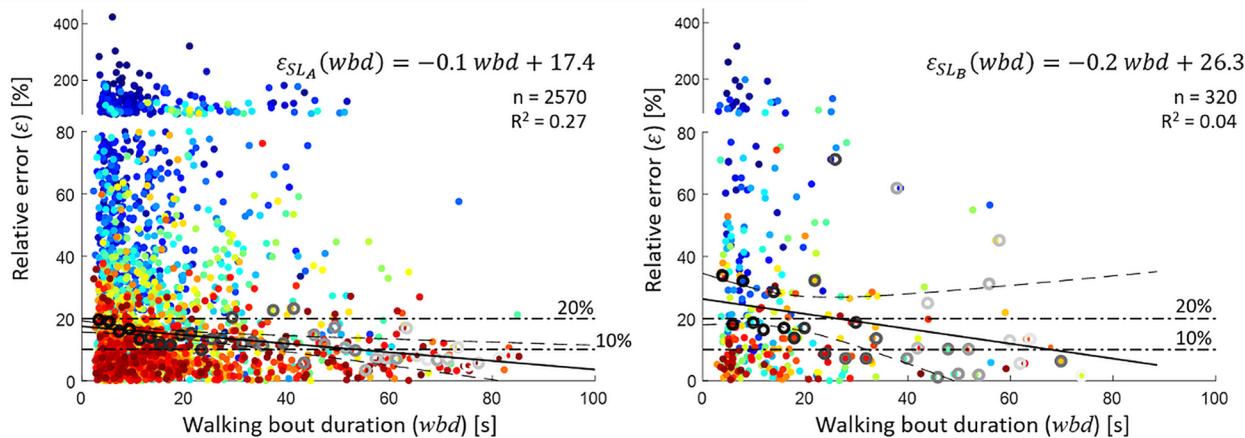 400
200
80
60
40
20
0
Relative error (ε) [%]
ε_{SL_A}(wbd) = −0.1 wbd + 17.4
n = 2570
R² = 0.27
20%
10%
0 20 40 60 80 100
Walking bout duration (wbd) [s]
400
200
80
60
40
20
0
Relative error (ε) [%]
ε_{SL_B}(wbd) = −0.2 wbd + 26.3
n = 320
R² = 0.04
20%
10%
0 20 40 60 80 100
Walking bout duration (wbd) [s]